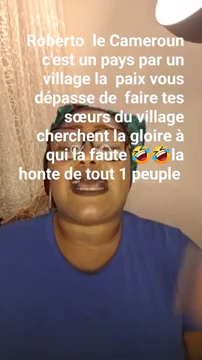 Roberto le Cameroun
c'est un pays par un
village la paix vous
dépasse de faire tes
sœurs du village
cherchent la gloire à
qui la faute 🤣🤣la
honte de tout 1 peuple